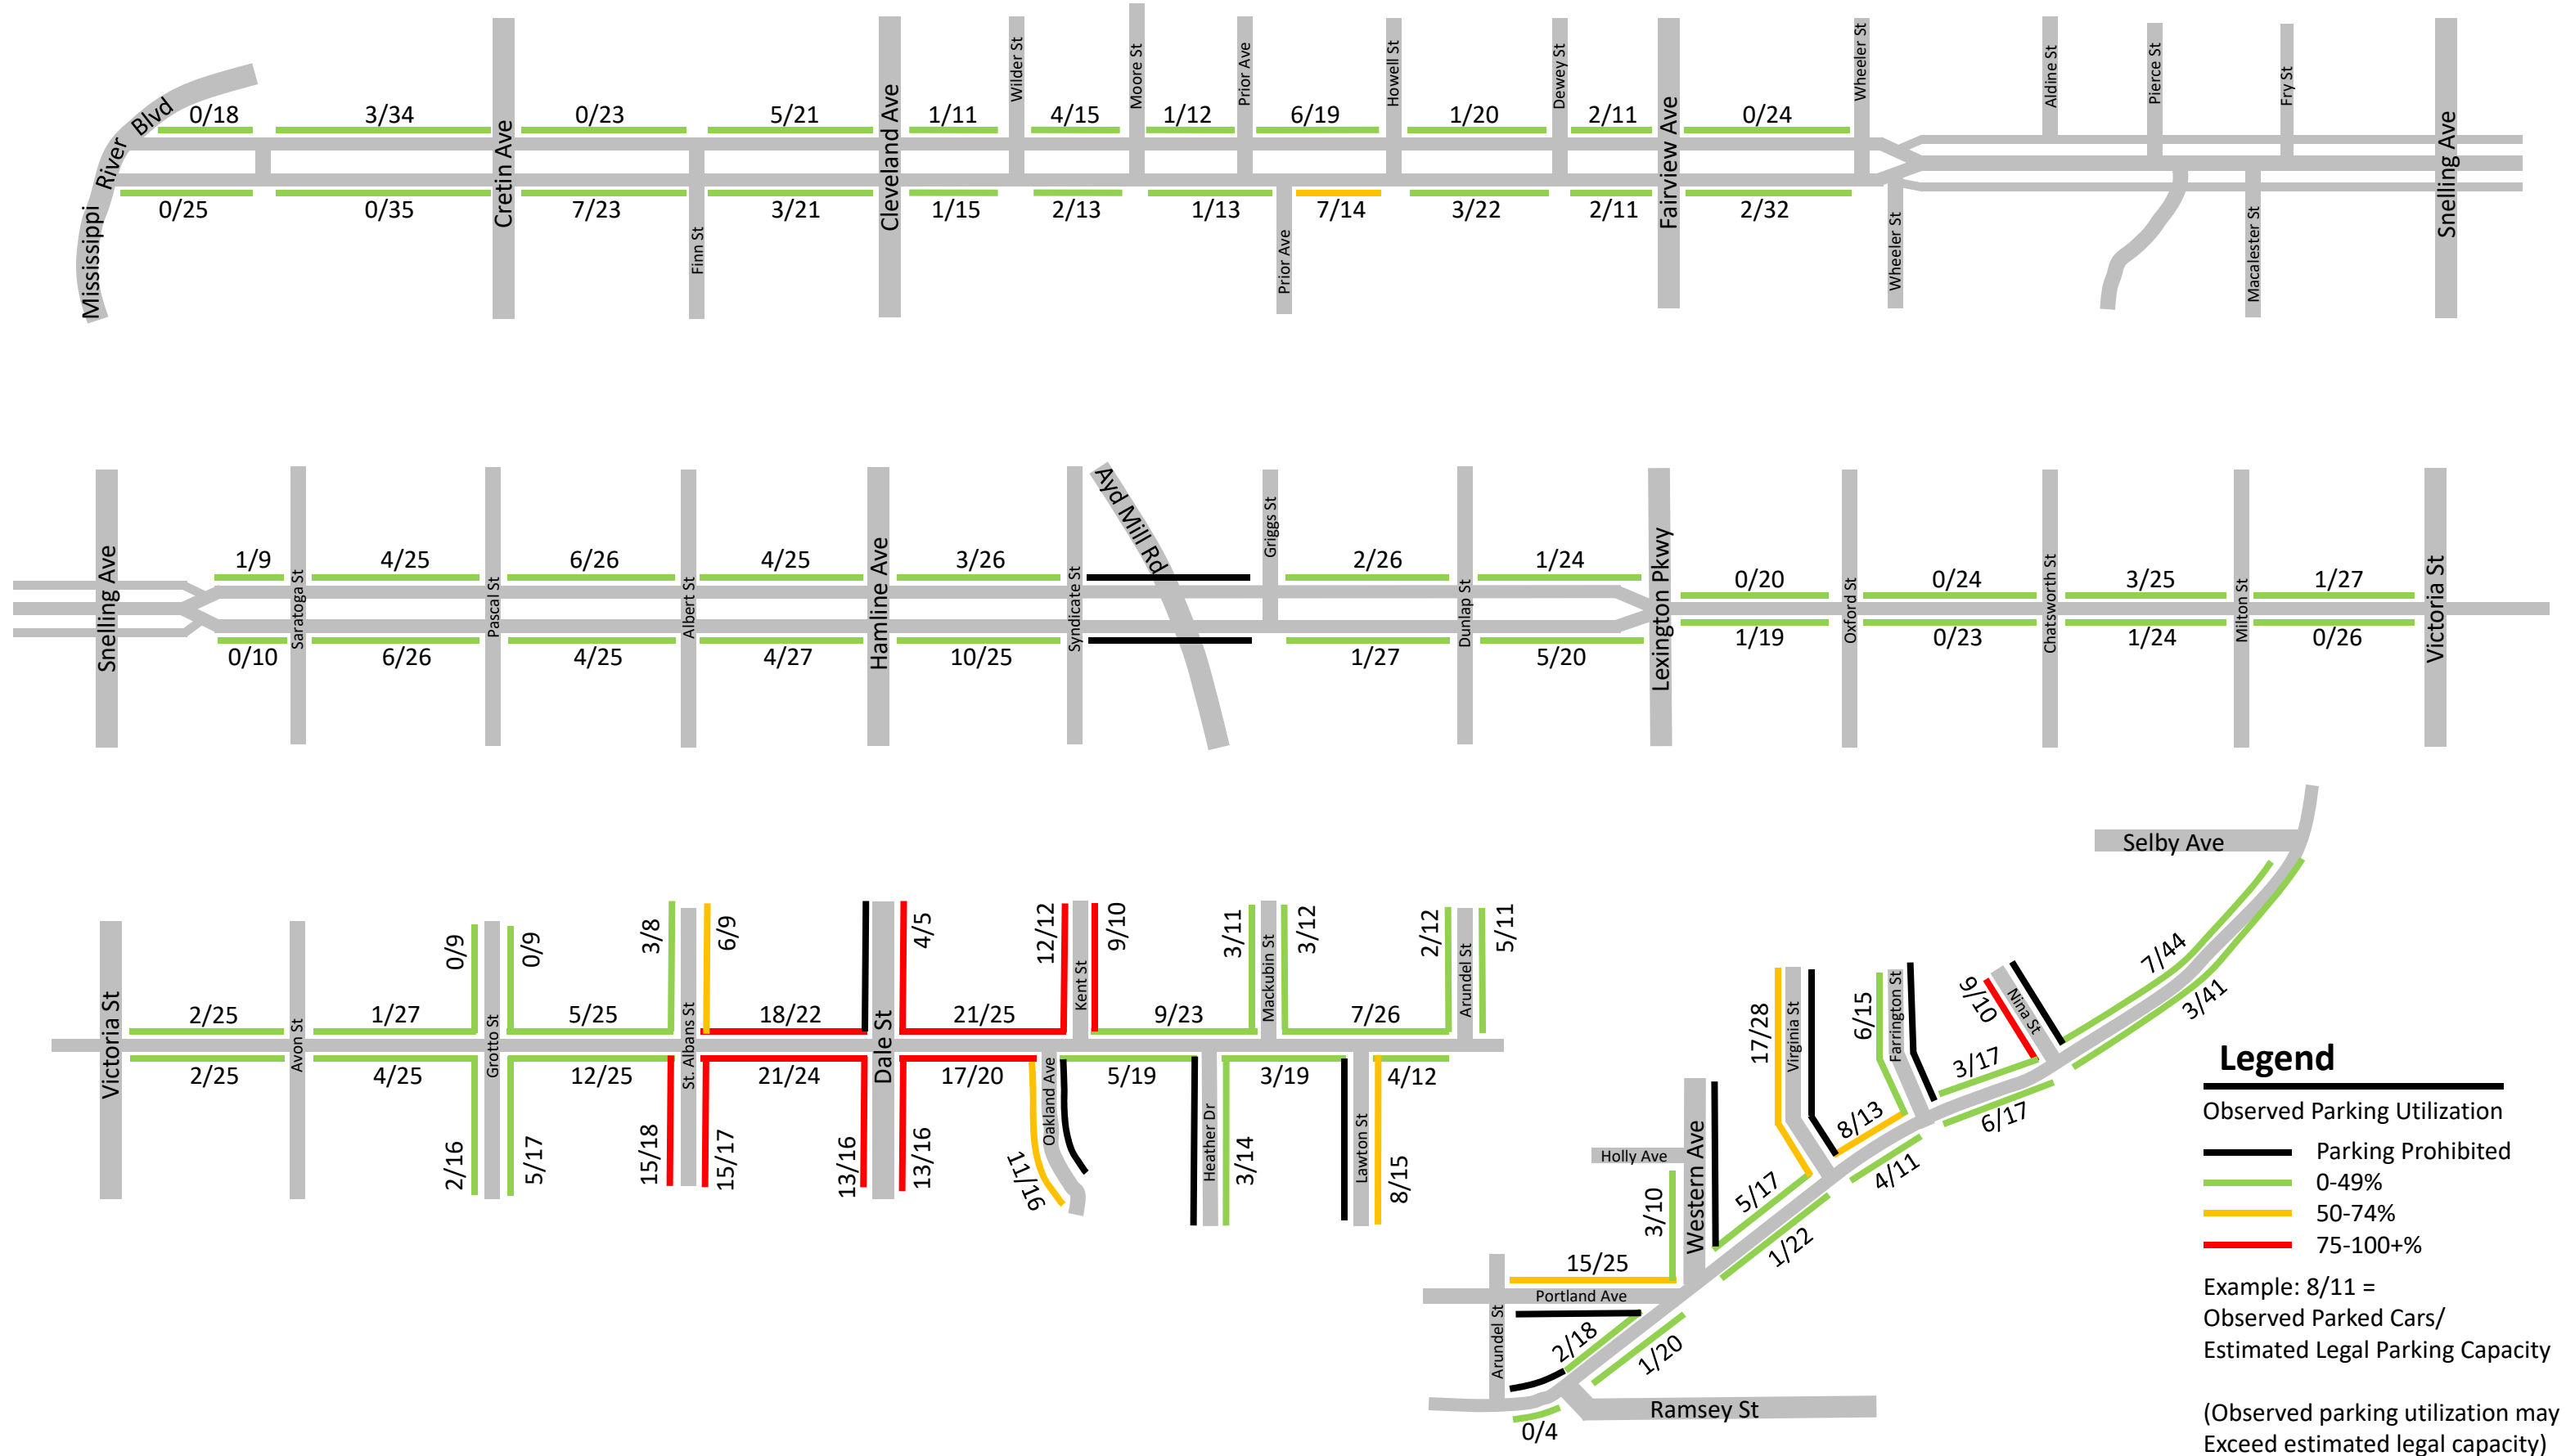 Mississippi River Blvd
0/18
3/34
Cretin Ave
0/23
5/21
Cleveland Ave
1/11
Wilder St
4/15
Moore St
1/12
Prior Ave
6/19
Howell St
1/20
Dewey St
2/11
Fairview Ave
0/24
Wheeler St
Aldine St
Pierce St
Fry St
Snelling Ave
0/25
0/35
7/23
Finn St
3/21
1/15
2/13
1/13
Prior Ave
7/14
3/22
2/11
2/32
Wheeler St
Macalester St
Snelling Ave
1/9
Saratoga St
4/25
Pascal St
6/26
Albert St
4/25
Hamline Ave
3/26
Syndicate St
Ayd Mill Rd
Griggs St
2/26
Dunlap St
1/24
Lexington Pkwy
0/20
Oxford St
0/24
Chatsworth St
3/25
Milton St
1/27
Victoria St
0/10
6/26
4/25
4/27
10/25
1/27
5/20
1/19
0/23
1/24
0/26
Victoria St
2/25
Avon St
1/27
0/9
Grotto St
0/9
5/25
3/8
St. Albans St
6/9
18/22
Dale St
4/5
21/25
12/12
Kent St
9/10
9/23
3/11
Mackubin St
3/12
7/26
2/12
Arundel St
5/11
2/25
4/25
2/16
5/17
12/25
15/18
15/17
21/24
13/16
13/16
17/20
11/16
Oakland Ave
5/19
Heather Dr
3/14
3/19
Lawton St
8/15
4/12
Selby Ave
7/44
3/41
Nina St
9/10
3/17
6/17
Farrington St
6/15
8/13
4/11
Virginia St
17/28
5/17
1/22
Western Ave
Holly Ave
3/10
15/25
Portland Ave
Arundel St
2/18
1/20
Ramsey St
0/4
Legend
Observed Parking Utilization
Parking Prohibited
0-49%
50-74%
75-100+%
Example: 8/11 =
Observed Parked Cars/
Estimated Legal Parking Capacity
(Observed parking utilization may
Exceed estimated legal capacity)